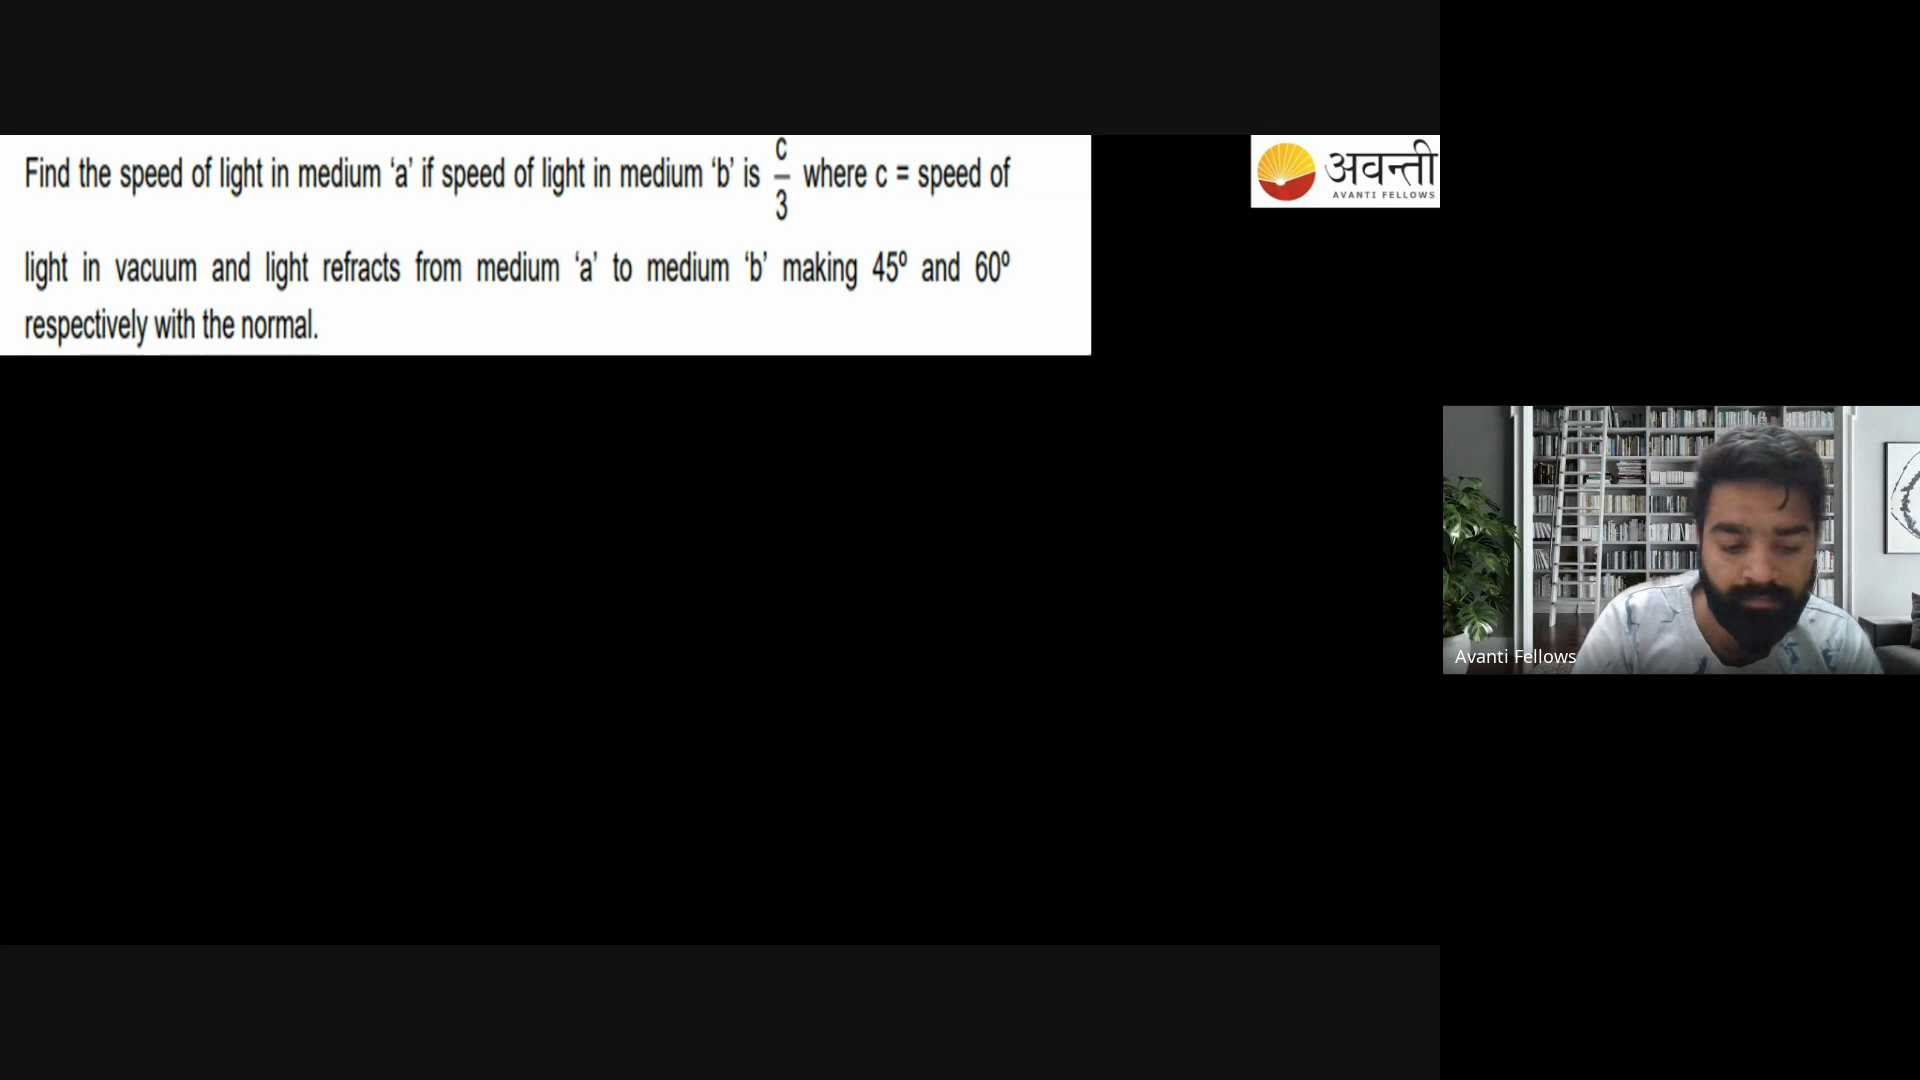 Find the speed of light in medium ‘a’ if speed of light in medium ‘b’ is c/3 where c = speed of
light in vacuum and light refracts from medium ‘a’ to medium ‘b’ making 45º and 60º
respectively with the normal.
अवन्ती
AVANTI FELLOWS
Avanti Fellows